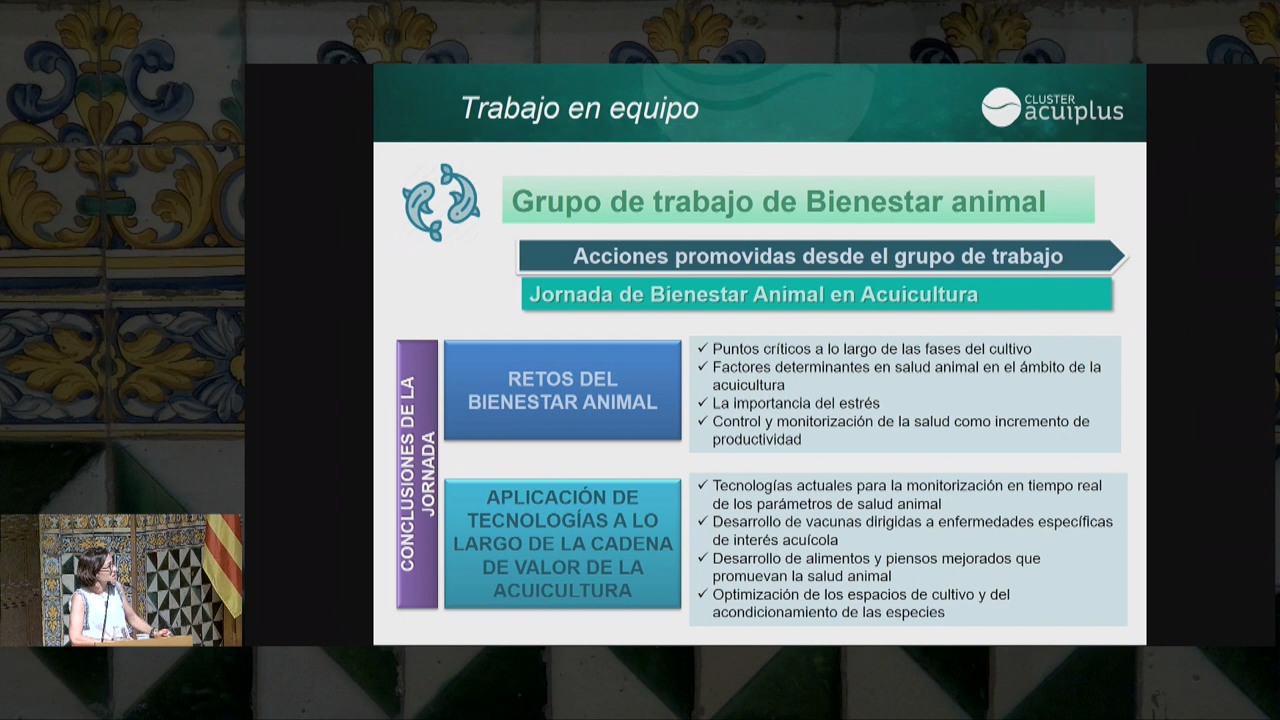 Trabajo en equipo
CLUSTER
acuiplus
Grupo de trabajo de Bienestar animal
Acciones promovidas desde el grupo de trabajo
Jornada de Bienestar Animal en Acuicultura
CONCLUSIONES DE LA
JORNADA
RETOS DEL
BIENESTAR ANIMAL
✓ Puntos críticos a lo largo de las fases del cultivo
✓ Factores determinantes en salud animal en el ámbito de la
acuicultura
✓ La importancia del estrés
✓ Control y monitorización de la salud como incremento de
productividad
APLICACIÓN DE
TECNOLOGÍAS A LO
LARGO DE LA CADENA
DE VALOR DE LA
ACUICULTURA
✓ Tecnologías actuales para la monitorización en tiempo real
de los parámetros de salud animal
✓ Desarrollo de vacunas dirigidas a enfermedades específicas
de interés acuícola
✓ Desarrollo de alimentos y piensos mejorados que
promuevan la salud animal
✓ Optimización de los espacios de cultivo y del
acondicionamiento de las especies